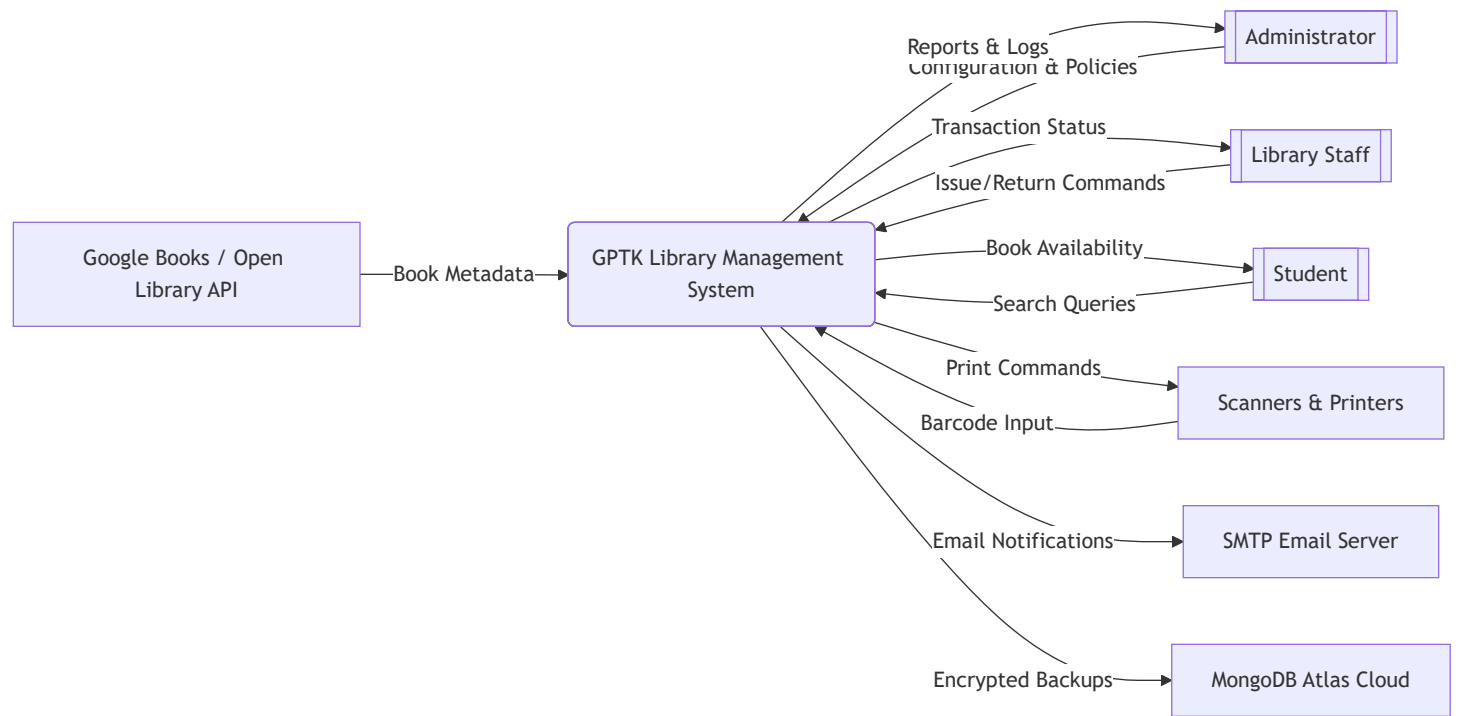 Administrator
Reports & Logs
Configuration & Policies
Transaction Status
Library Staff
Issue/Return Commands
Google Books / Open
Library API
Book Metadata
GPTK Library Management
System
Book Availability
Student
Search Queries
Print Commands
Scanners & Printers
Barcode Input
Email Notifications
SMTP Email Server
Encrypted Backups
MongoDB Atlas Cloud